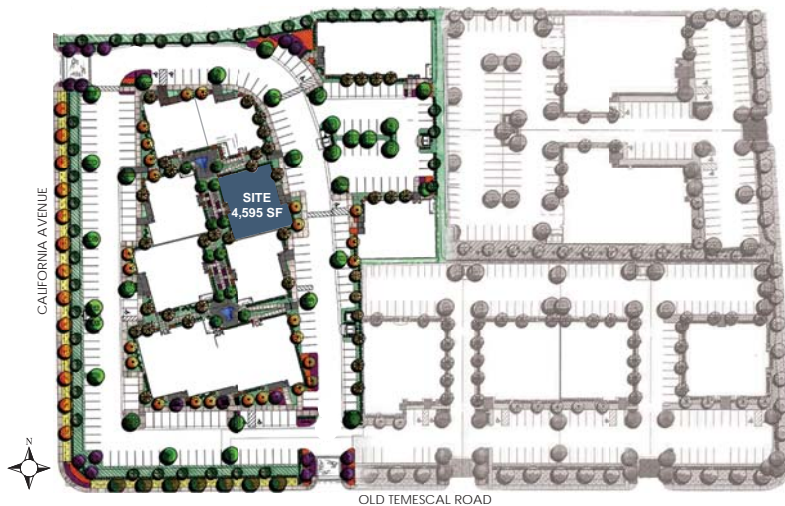 SITE
4,595 SF
CALIFORNIA AVENUE
N
OLD TEMESCAL ROAD